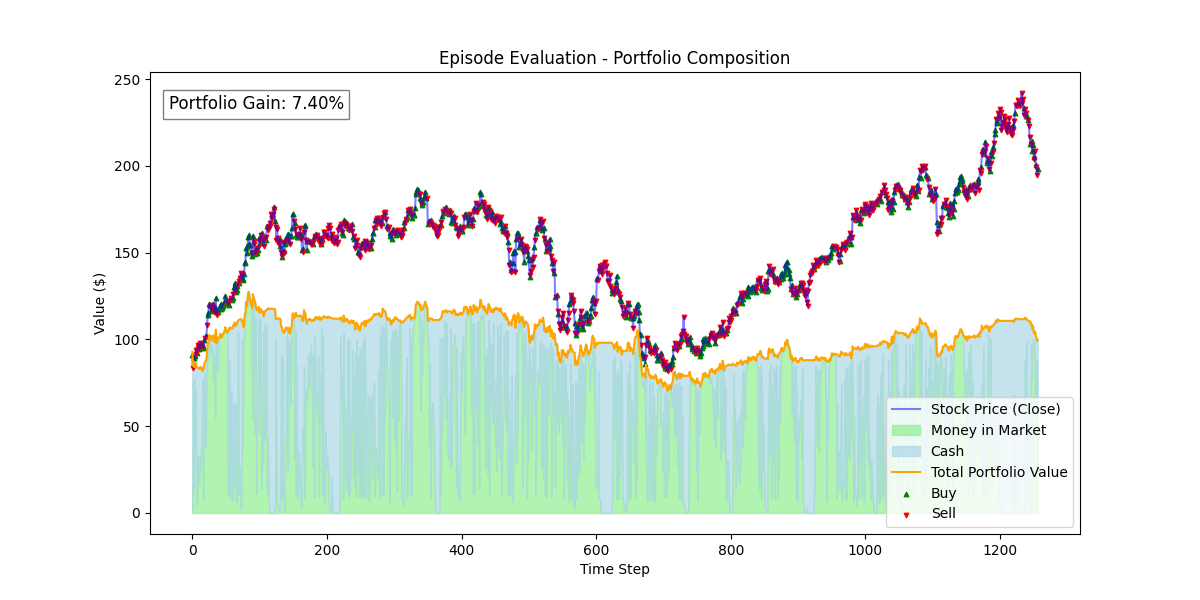 Episode Evaluation - Portfolio Composition
Portfolio Gain: 7.40%
Value ($)
250
200
150
100
50
0
0 200 400 600 800 1000 1200
Time Step
Stock Price (Close)
Money in Market
Cash
Total Portfolio Value
Buy
Sell